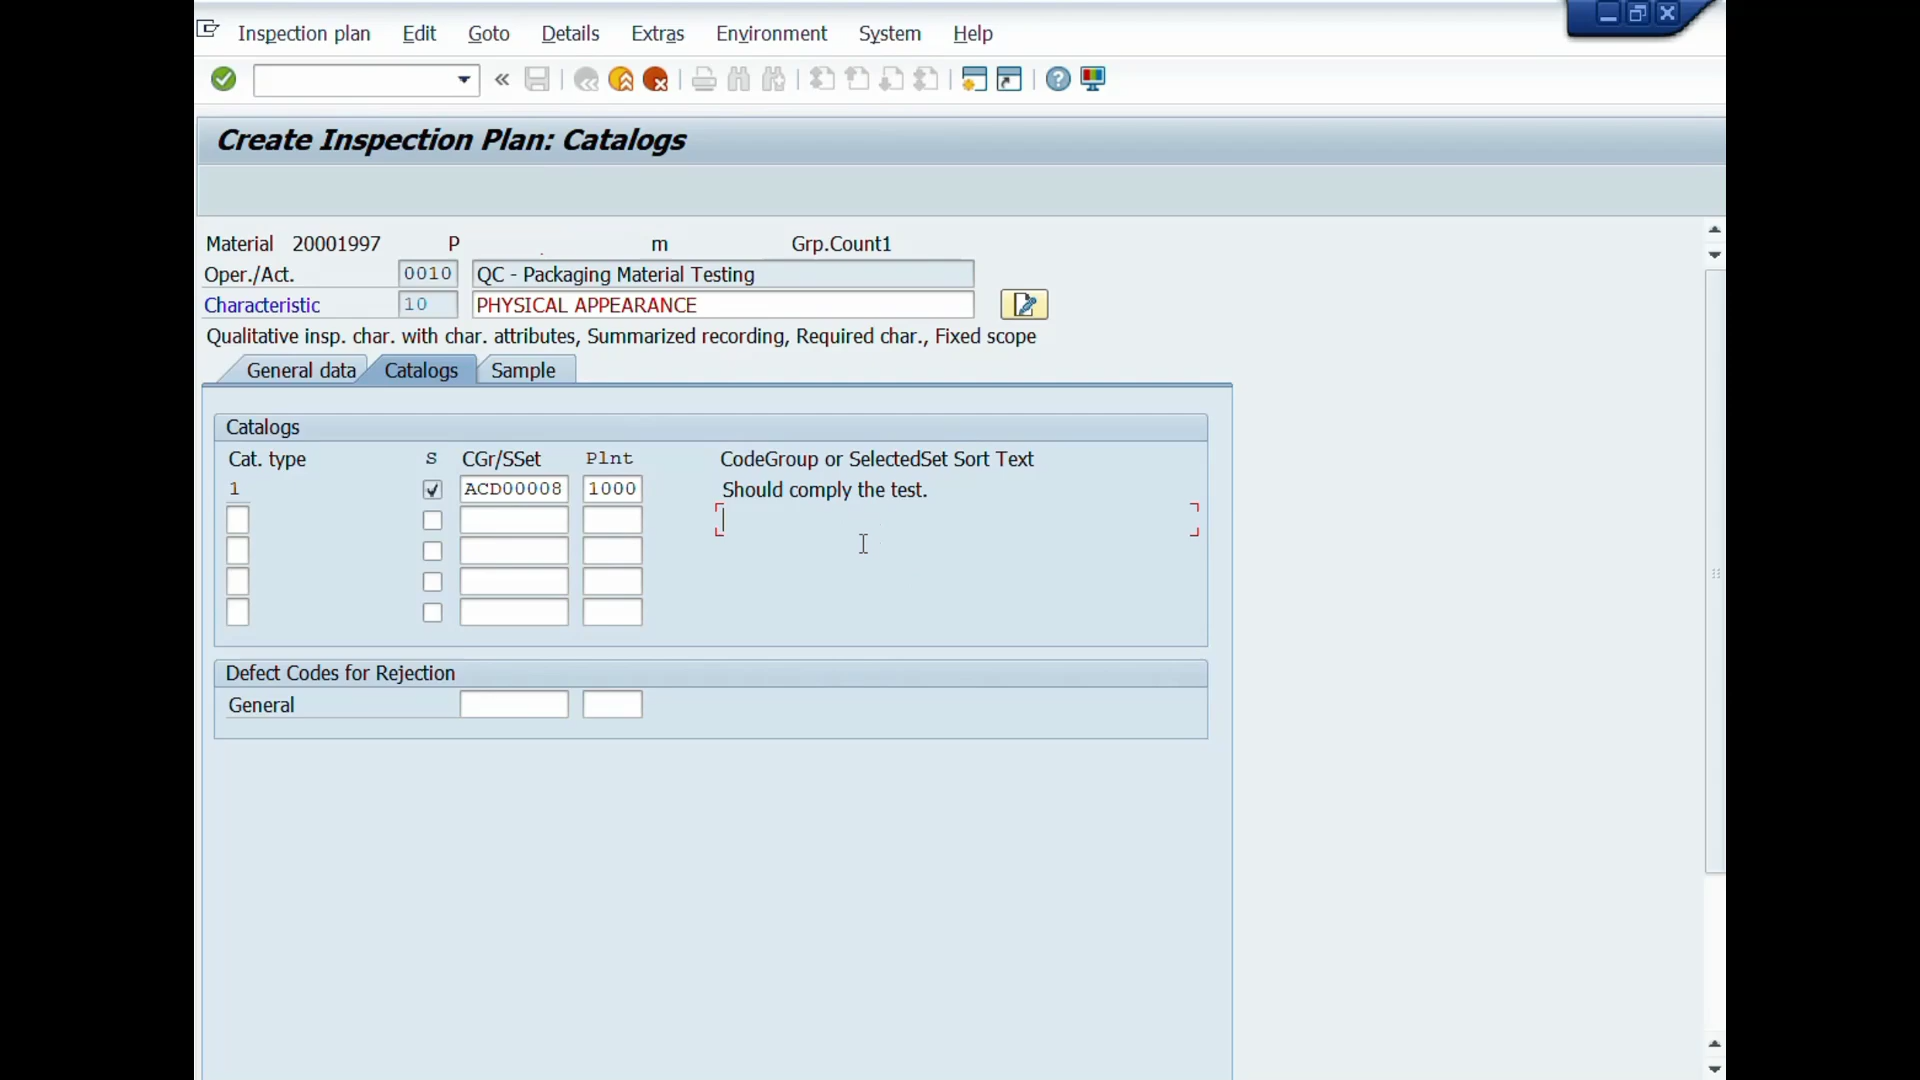 Inspection plan Edit Goto Details Extras Environment System Help
Create Inspection Plan: Catalogs
Material 20001997 P m Grp.Count1
Oper./Act. 0010 QC - Packaging Material Testing
Characteristic 10 PHYSICAL APPEARANCE
Qualitative insp. char. with char. attributes, Summarized recording, Required char., Fixed scope
General data Catalogs Sample
Catalogs
Cat. type S CGr/SSet Plnt CodeGroup or SelectedSet Sort Text
1 ACD00008 1000 Should comply the test.
Defect Codes for Rejection
General